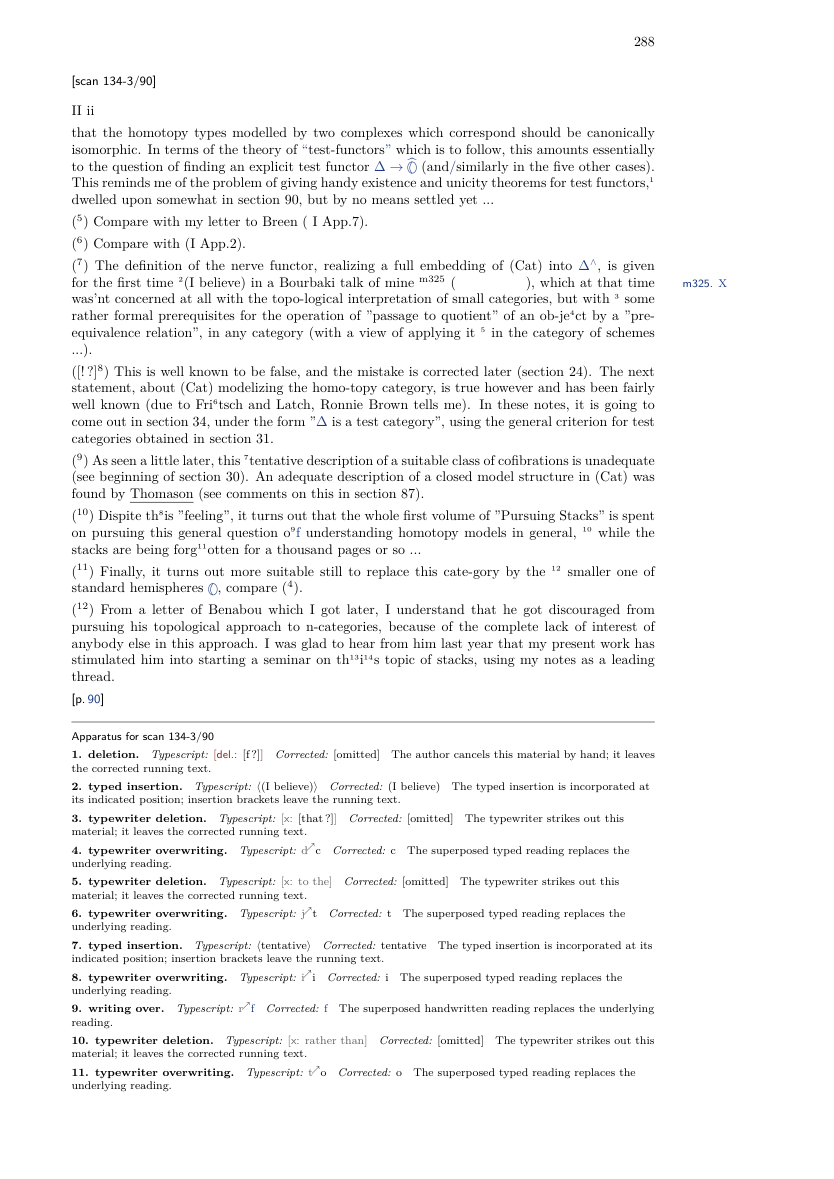 288
[scan 134-3/90]
II ii
that the homotopy types modelled by two complexes which correspond should be canonically
isomorphic. In terms of the theory of “test-functors” which is to follow, this amounts essentially
to the question of finding an explicit test functor Δ → (and/similarly in the five other cases).
This reminds me of the problem of giving handy existence and unicity theorems for test functors,¹
dwelled upon somewhat in section 90, but by no means settled yet ...
(⁵) Compare with my letter to Breen ( I App.7).
(⁶) Compare with (I App.2).
(⁷) The definition of the nerve functor, realizing a full embedding of (Cat) into Δ^, is given
for the first time ²(I believe) in a Bourbaki talk of mine m325 ( ), which at that time
m325. X
was'nt concerned at all with the topo-logical interpretation of small categories, but with ³ some
rather formal prerequisites for the operation of ”passage to quotient” of an ob-je⁴ct by a ”pre-
equivalence relation”, in any category (with a view of applying it ⁵ in the category of schemes
...).
([! ?]⁸) This is well known to be false, and the mistake is corrected later (section 24). The next
statement, about (Cat) modelizing the homo-topy category, is true however and has been fairly
well known (due to Fri⁶tsch and Latch, Ronnie Brown tells me). In these notes, it is going to
come out in section 34, under the form ”Δ is a test category”, using the general criterion for test
categories obtained in section 31.
(⁹) As seen a little later, this ⁷tentative description of a suitable class of cofibrations is unadequate
(see beginning of section 30). An adequate description of a closed model structure in (Cat) was
found by Thomason (see comments on this in section 87).
(¹⁰) Dispite th⁸is ”feeling”, it turns out that the whole first volume of ”Pursuing Stacks” is spent
on pursuing this general question o⁹f understanding homotopy models in general, ¹⁰ while the
stacks are being forg¹¹otten for a thousand pages or so ...
(¹¹) Finally, it turns out more suitable still to replace this cate-gory by the ¹² smaller one of
standard hemispheres , compare (⁴).
(¹²) From a letter of Benabou which I got later, I understand that he got discouraged from
pursuing his topological approach to n-categories, because of the complete lack of interest of
anybody else in this approach. I was glad to hear from him last year that my present work has
stimulated him into starting a seminar on th¹³i¹⁴s topic of stacks, using my notes as a leading
thread.
[p. 90]
Apparatus for scan 134-3/90
1. deletion. Typescript: [del.: [f ?]] Corrected: [omitted] The author cancels this material by hand; it leaves
the corrected running text.
2. typed insertion. Typescript: ⟨(I believe)⟩ Corrected: (I believe) The typed insertion is incorporated at
its indicated position; insertion brackets leave the running text.
3. typewriter deletion. Typescript: [x: [that ?]] Corrected: [omitted] The typewriter strikes out this
material; it leaves the corrected running text.
4. typewriter overwriting. Typescript: d↗c Corrected: c The superposed typed reading replaces the
underlying reading.
5. typewriter deletion. Typescript: [x: to the] Corrected: [omitted] The typewriter strikes out this
material; it leaves the corrected running text.
6. typewriter overwriting. Typescript: j↗t Corrected: t The superposed typed reading replaces the
underlying reading.
7. typed insertion. Typescript: ⟨tentative⟩ Corrected: tentative The typed insertion is incorporated at its
indicated position; insertion brackets leave the running text.
8. typewriter overwriting. Typescript: i↗i Corrected: i The superposed typed reading replaces the
underlying reading.
9. writing over. Typescript: r↗f Corrected: f The superposed handwritten reading replaces the underlying
reading.
10. typewriter deletion. Typescript: [x: rather than] Corrected: [omitted] The typewriter strikes out this
material; it leaves the corrected running text.
11. typewriter overwriting. Typescript: t↗o Corrected: o The superposed typed reading replaces the
underlying reading.